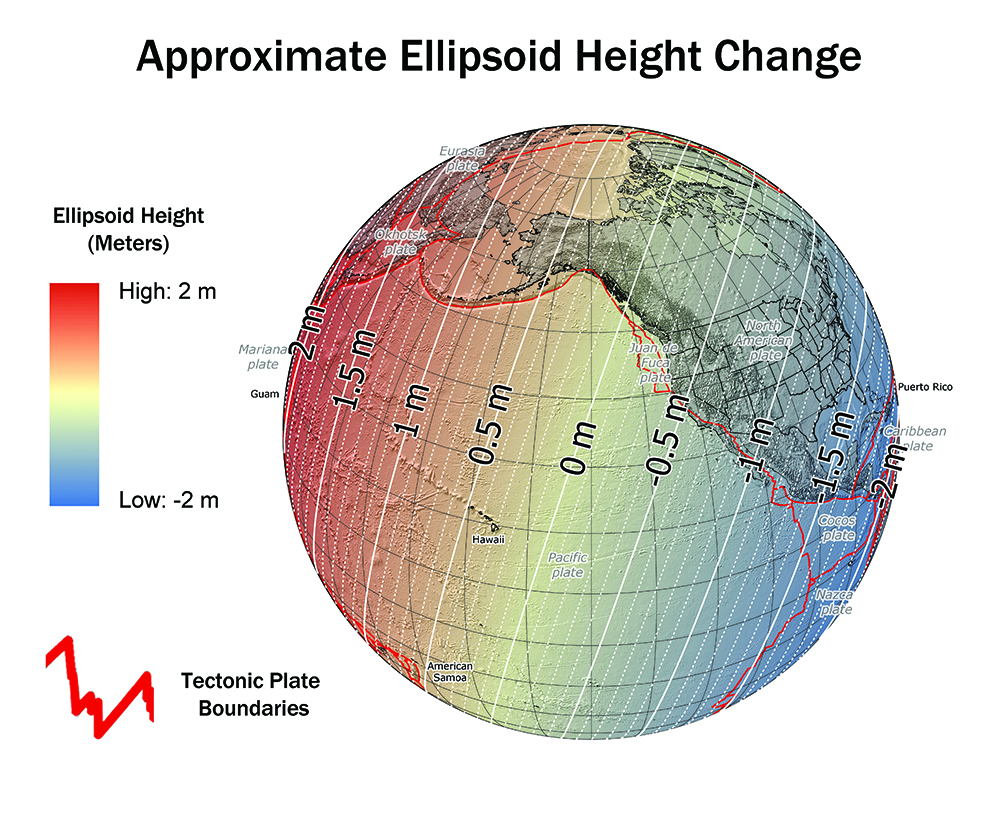 Approximate Ellipsoid Height Change
Ellipsoid Height
(Meters)
High: 2 m
Low: -2 m
Tectonic Plate
Boundaries
Eurasia
plate
Okhotsk
plate
Mariana
plate
Guam
2 m
1.5 m
1 m
0.5 m
0 m
-0.5 m
-1 m
-1.5 m
-2 m
Juan de
Fuca
plate
North
American
plate
Puerto Rico
Caribbean
plate
Cocos
plate
Hawaii
Pacific
plate
Nazca
plate
American
Samoa